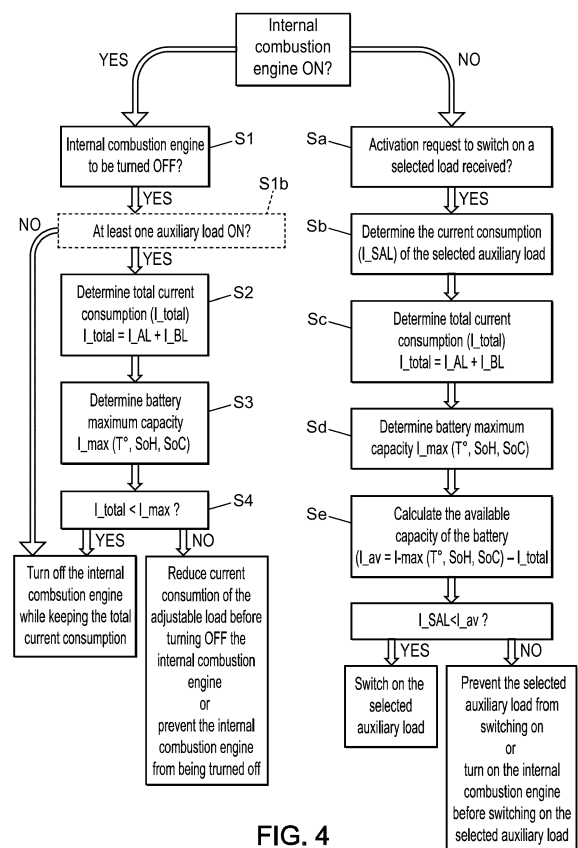 Internal
combustion
engine ON?
YES
NO
Internal combustion engine
to be turned OFF?
S1
YES
S1b
NO
At least one auxiliary load ON?
YES
Determine total current
consumption (I_total)
I_total = I_AL + I_BL
S2
Determine battery
maximum capacity
I_max (T°, SoH, SoC)
S3
I_total < I_max ?
S4
YES
NO
Turn off the internal
combsution engine
while keeping the total
current consumption
Reduce current
consumtion of the
adjustable load before
turning OFF the
internal combustion
engine
or
prevent the internal
combustion engine
from being trurned off
Sa
Activation request to switch on a
selected load received?
YES
Sb
Determine the current consumption
(I_SAL) of the selected auxiliary load
Sc
Determine total current
consumption (I_total)
I_total = I_AL + I_BL
Sd
Determine battery maximum
capacity I_max (T°, SoH, SoC)
Se
Calculate the available
capacity of the battery
(I_av = I-max (T°, SoH, SoC) – I_total
I_SAL<I_av ?
YES
NO
Switch on the
selected
auxiliary load
Prevent the selected
auxiliary load from
switching on
or
turn on the internal
combustion engine
before switching on the
selected auxiliary load
FIG. 4